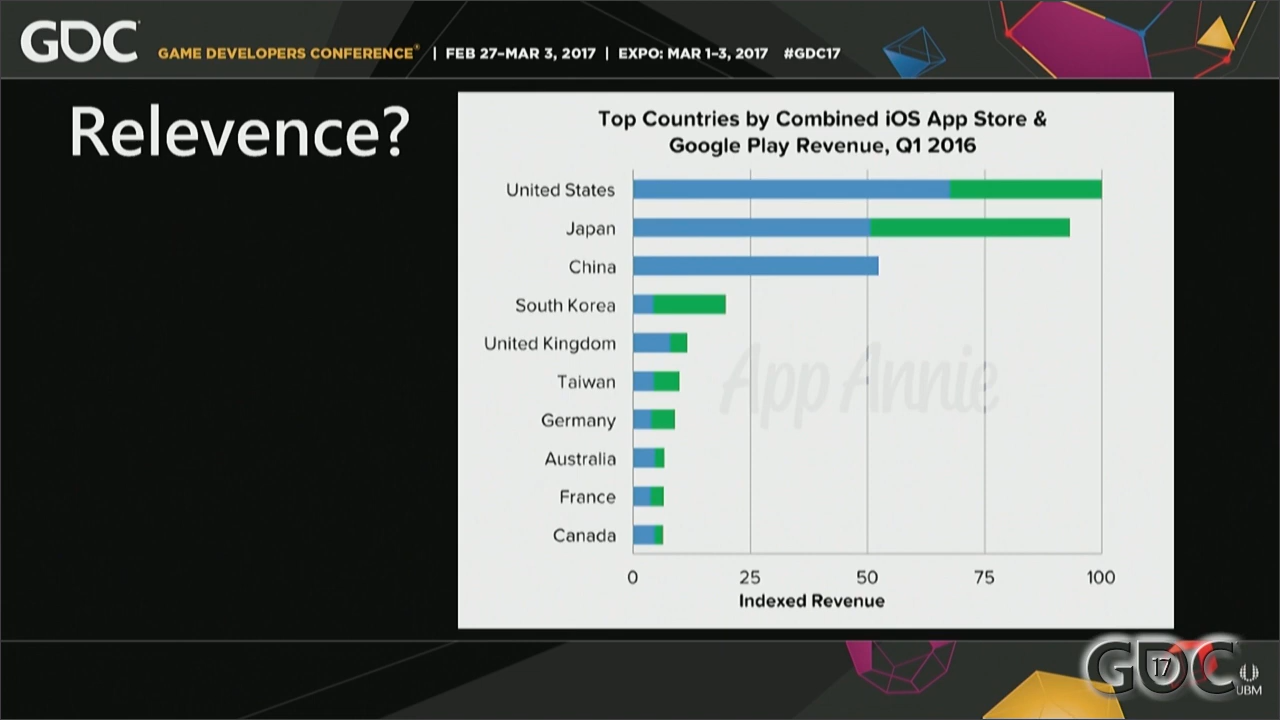 GDC GAME DEVELOPERS CONFERENCE® | FEB 27–MAR 3, 2017 | EXPO: MAR 1–3, 2017 #GDC17
Relevence?
Top Countries by Combined iOS App Store &
Google Play Revenue, Q1 2016
United States
Japan
China
South Korea
United Kingdom
Taiwan
Germany
Australia
France
Canada
App Annie
0 25 50 75 100
Indexed Revenue
GDC 17
UBM